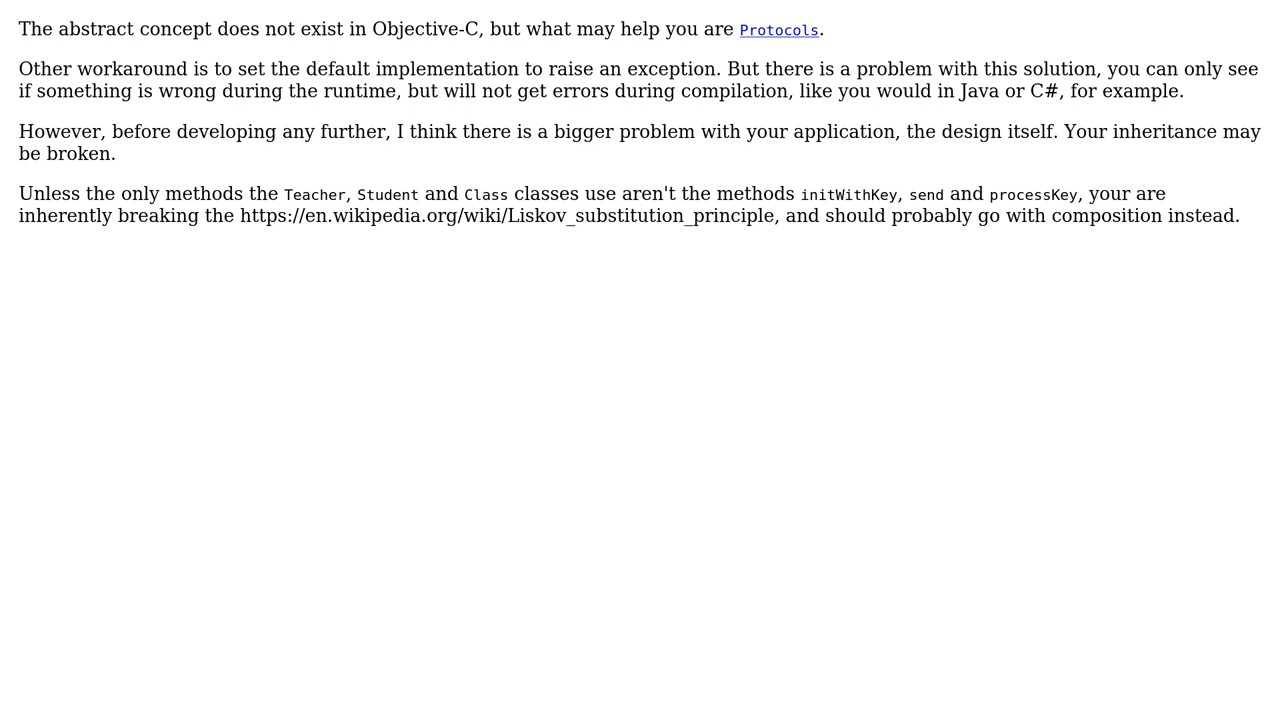 The abstract concept does not exist in Objective-C, but what may help you are Protocols.
Other workaround is to set the default implementation to raise an exception. But there is a problem with this solution, you can only see
if something is wrong during the runtime, but will not get errors during compilation, like you would in Java or C#, for example.
However, before developing any further, I think there is a bigger problem with your application, the design itself. Your inheritance may
be broken.
Unless the only methods the Teacher, Student and Class classes use aren't the methods initWithKey, send and processKey, your are
inherently breaking the https://en.wikipedia.org/wiki/Liskov_substitution_principle, and should probably go with composition instead.